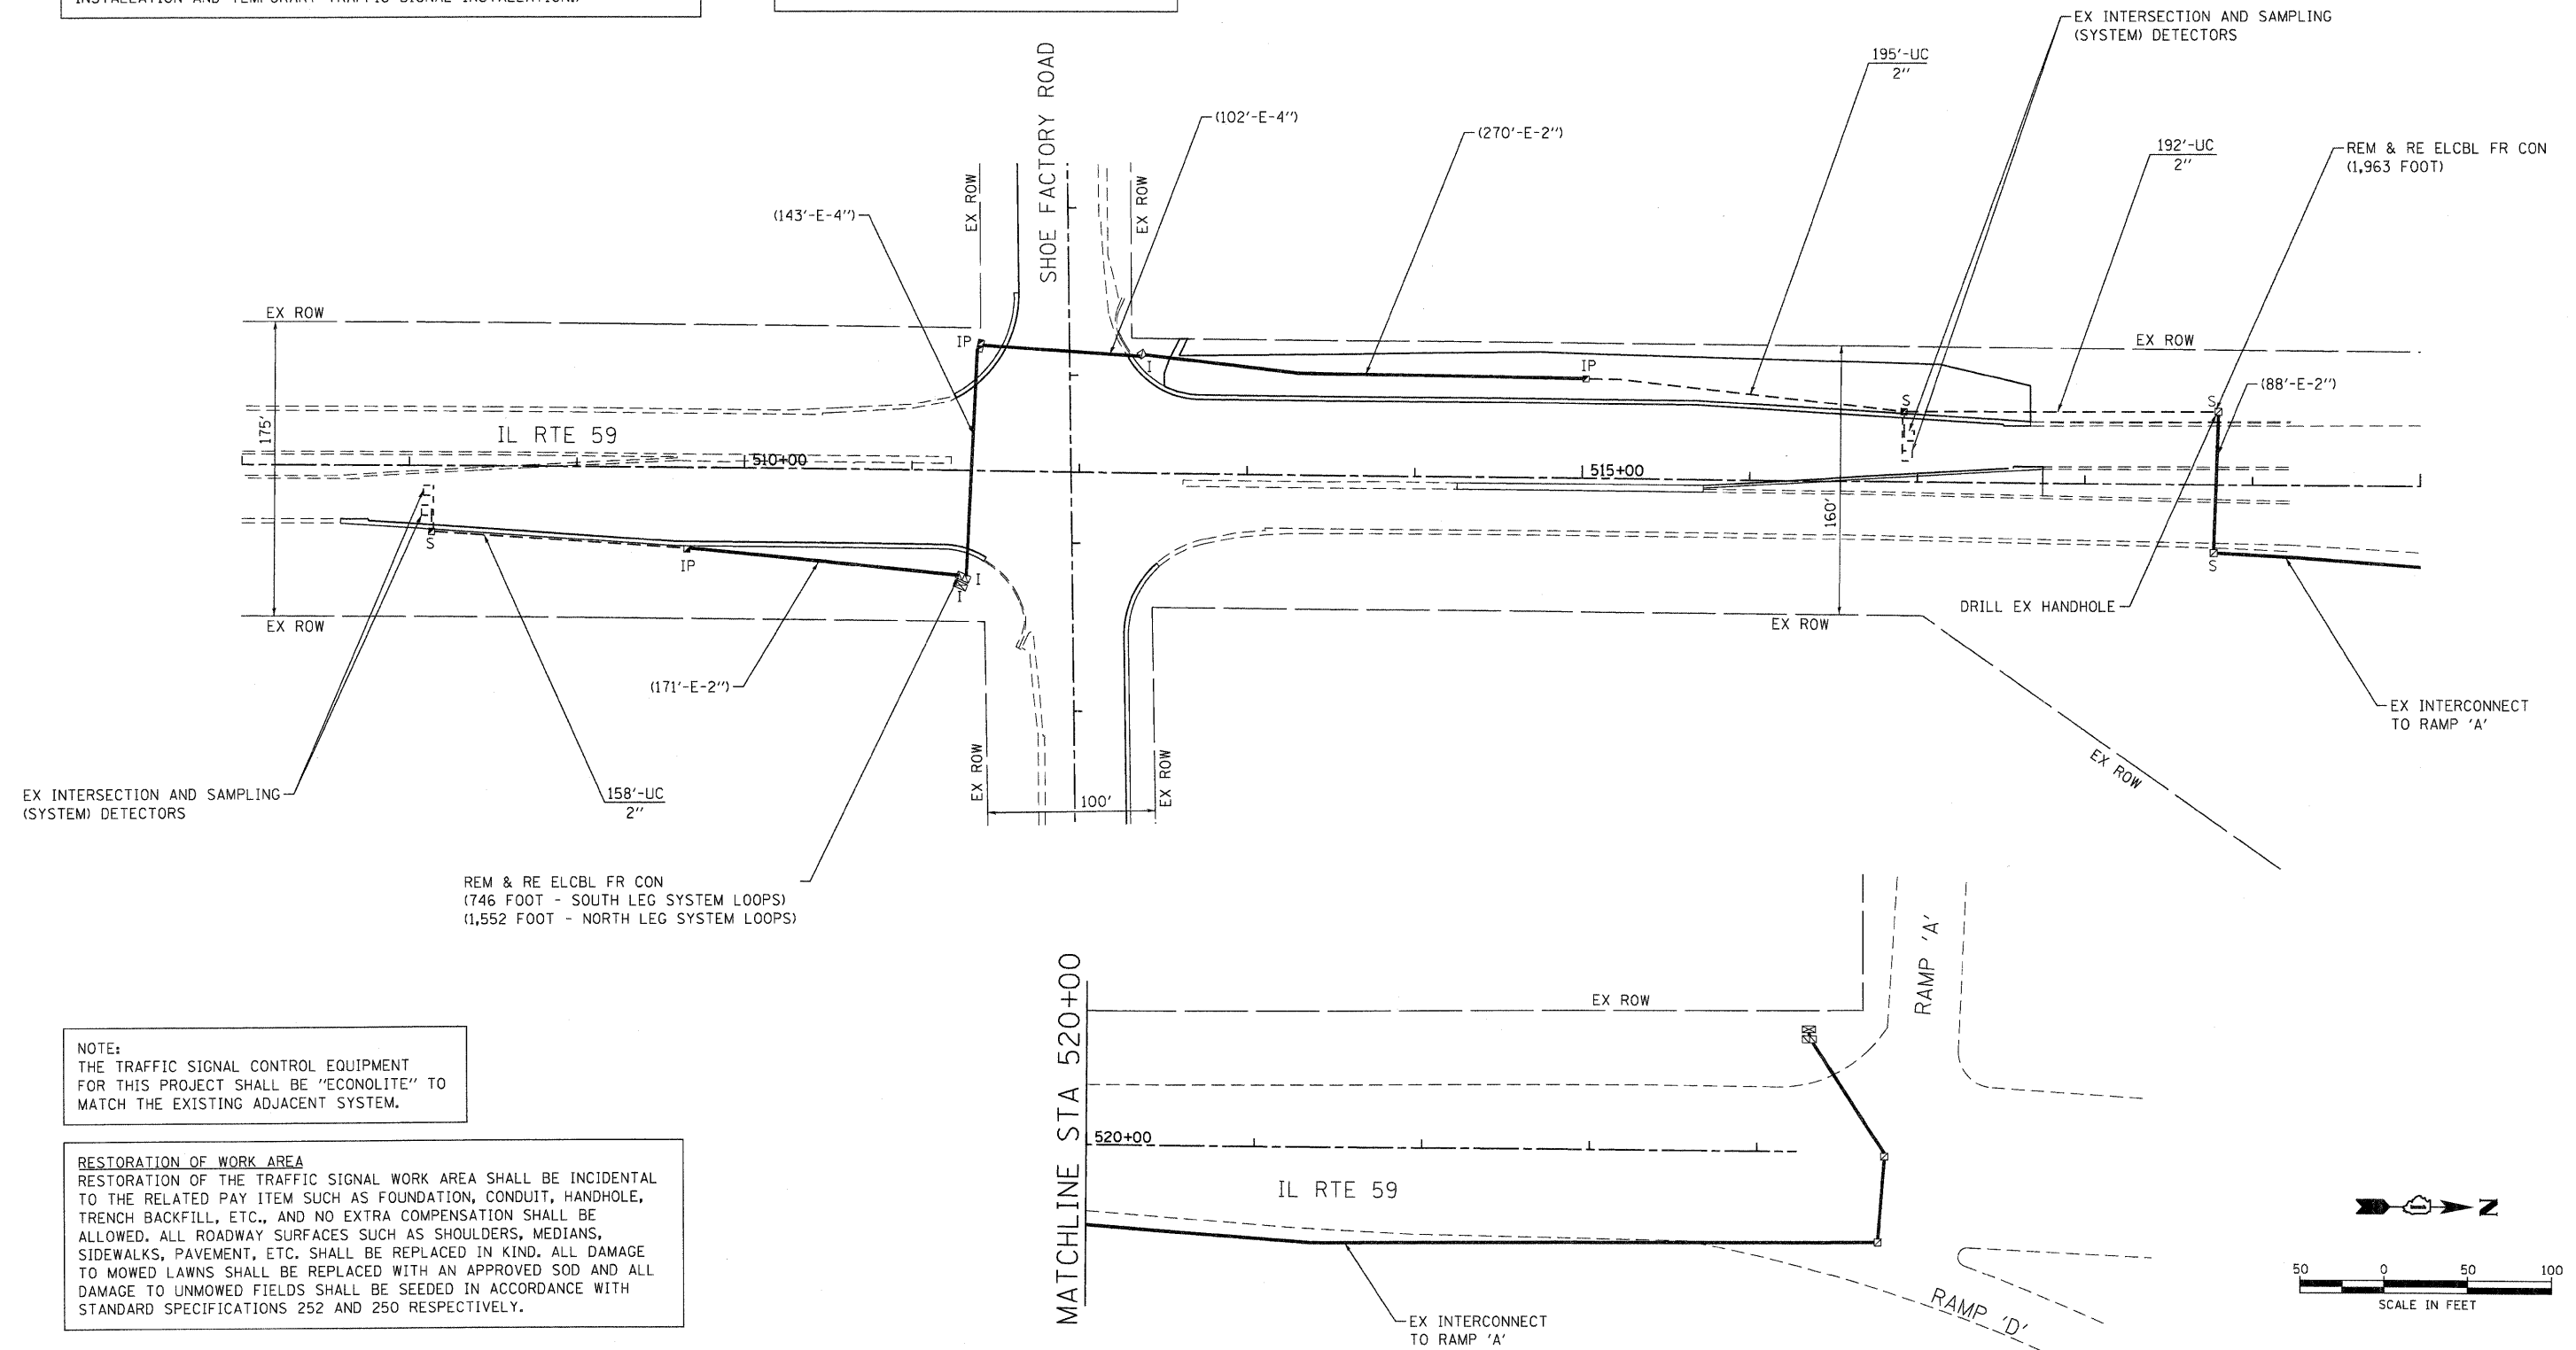 INSTALLATION AND TEMPORARY TRAFFIC SIGNAL INSTALLATION.)
EX INTERSECTION AND SAMPLING
(SYSTEM) DETECTORS
195'-UC
2"
SHOE FACTORY ROAD
(102'-E-4")
(270'-E-2")
192'-UC
2"
REM & RE ELCBL FR CON
(1,963 FOOT)
EX ROW
EX ROW
(143'-E-4")
EX ROW
IP
I
IP
EX ROW
(88'-E-2")
S
S
175'
IL RTE 59
510+00
515+00
160'
S
IP
I
I
S
EX ROW
EX ROW
DRILL EX HANDHOLE
(171'-E-2")
EX INTERCONNECT
TO RAMP 'A'
EX ROW
EX ROW
EX ROW
100'
EX INTERSECTION AND SAMPLING
(SYSTEM) DETECTORS
158'-UC
2"
REM & RE ELCBL FR CON
(746 FOOT - SOUTH LEG SYSTEM LOOPS)
(1,552 FOOT - NORTH LEG SYSTEM LOOPS)
RAMP 'A'
MATCHLINE STA 520+00
EX ROW
520+00
IL RTE 59
EX INTERCONNECT
TO RAMP 'A'
RAMP 'D'
NOTE:
THE TRAFFIC SIGNAL CONTROL EQUIPMENT
FOR THIS PROJECT SHALL BE "ECONOLITE" TO
MATCH THE EXISTING ADJACENT SYSTEM.
RESTORATION OF WORK AREA
RESTORATION OF THE TRAFFIC SIGNAL WORK AREA SHALL BE INCIDENTAL
TO THE RELATED PAY ITEM SUCH AS FOUNDATION, CONDUIT, HANDHOLE,
TRENCH BACKFILL, ETC., AND NO EXTRA COMPENSATION SHALL BE
ALLOWED. ALL ROADWAY SURFACES SUCH AS SHOULDERS, MEDIANS,
SIDEWALKS, PAVEMENT, ETC. SHALL BE REPLACED IN KIND. ALL DAMAGE
TO MOWED LAWNS SHALL BE REPLACED WITH AN APPROVED SOD AND ALL
DAMAGE TO UNMOWED FIELDS SHALL BE SEEDED IN ACCORDANCE WITH
STANDARD SPECIFICATIONS 252 AND 250 RESPECTIVELY.
N
50 0 50 100
SCALE IN FEET